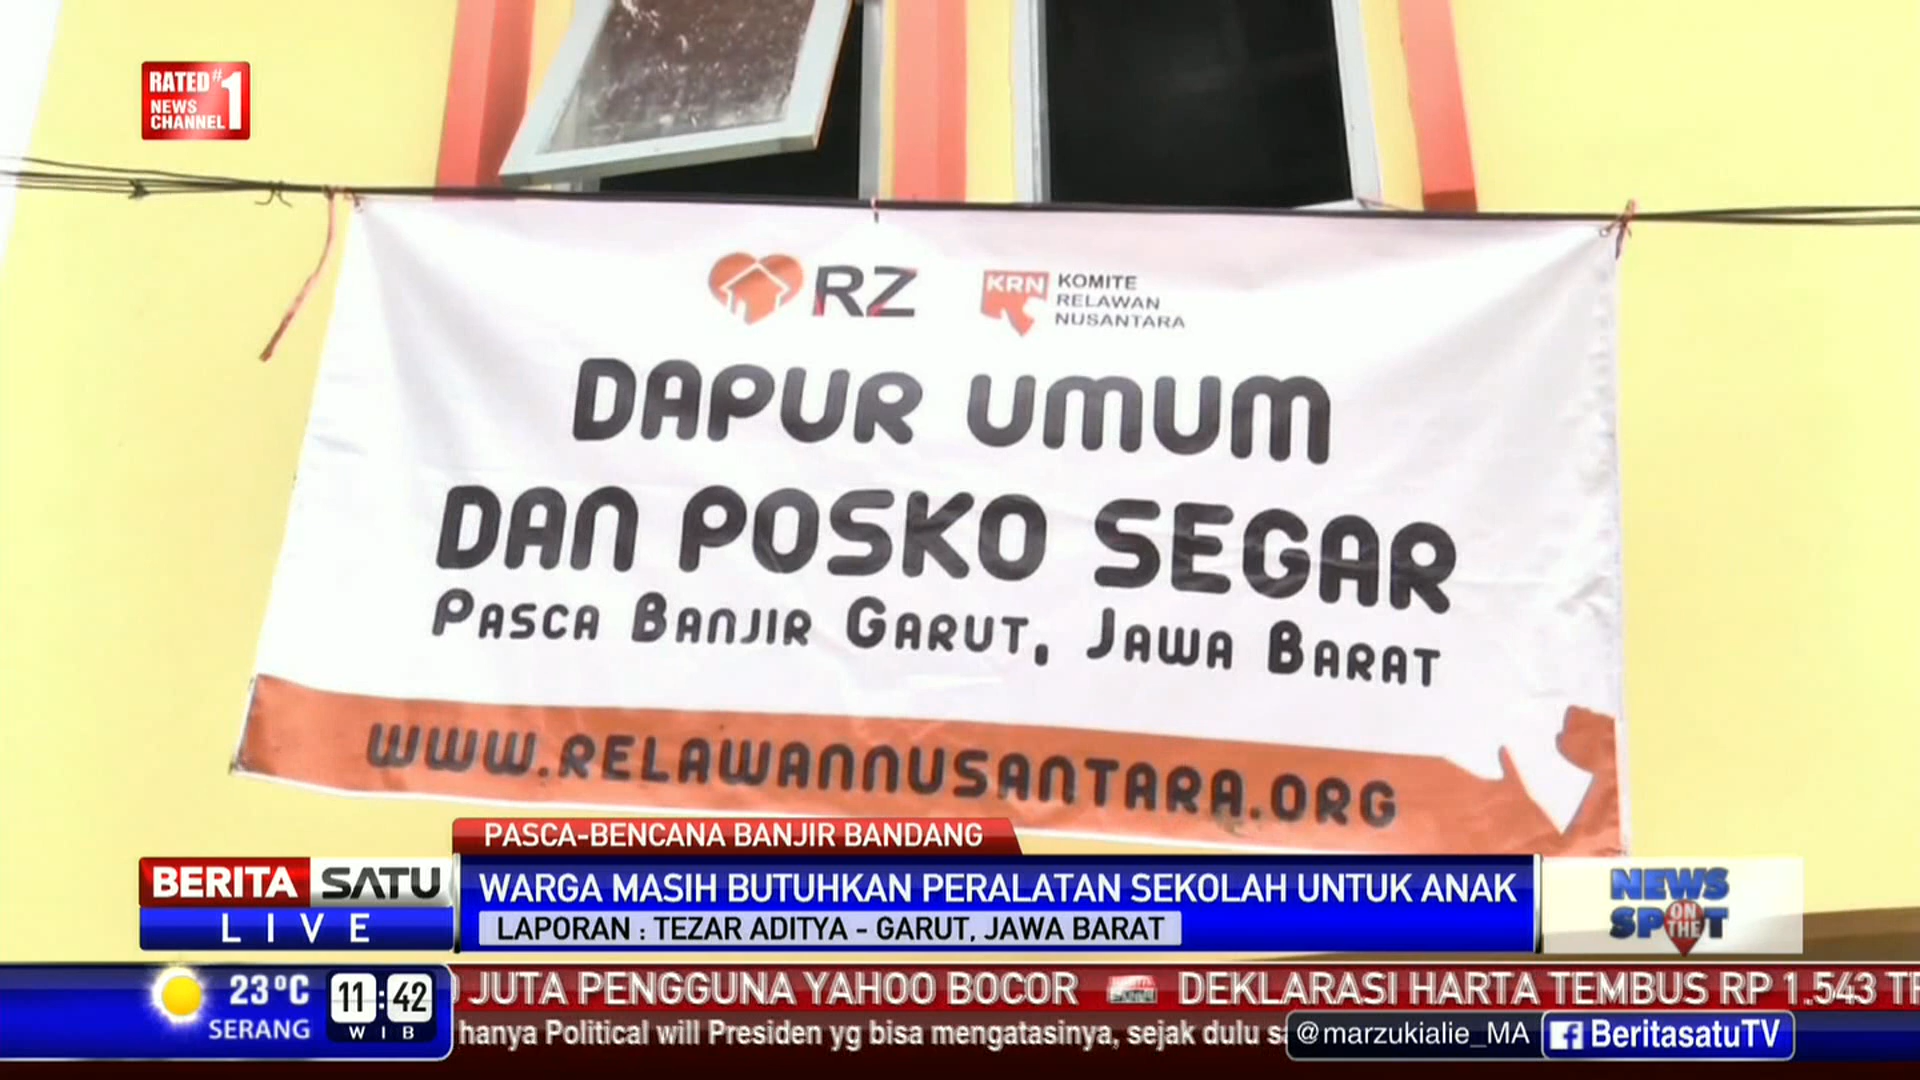 RATED #1
NEWS
CHANNEL
RZ
KRN KOMITE
RELAWAN
NUSANTARA
DAPUR UMUM
DAN POSKO SEGAR
PASCA BANJIR GARUT, JAWA BARAT
WWW.RELAWANNUSANTARA.ORG
PASCA-BENCANA BANJIR BANDANG
BERITA SATU
LIVE
WARGA MASIH BUTUHKAN PERALATAN SEKOLAH UNTUK ANAK
LAPORAN : TEZAR ADITYA - GARUT, JAWA BARAT
NEWS
ON THE
SPOT
23°C
SERANG
11:42
WIB
JUTA PENGGUNA YAHOO BOCOR
DEKLARASI HARTA TEMBUS RP 1.543
hanya Political will Presiden yg bisa mengatasinya, sejak dulu
@marzukialie_MA
BeritasatuTV